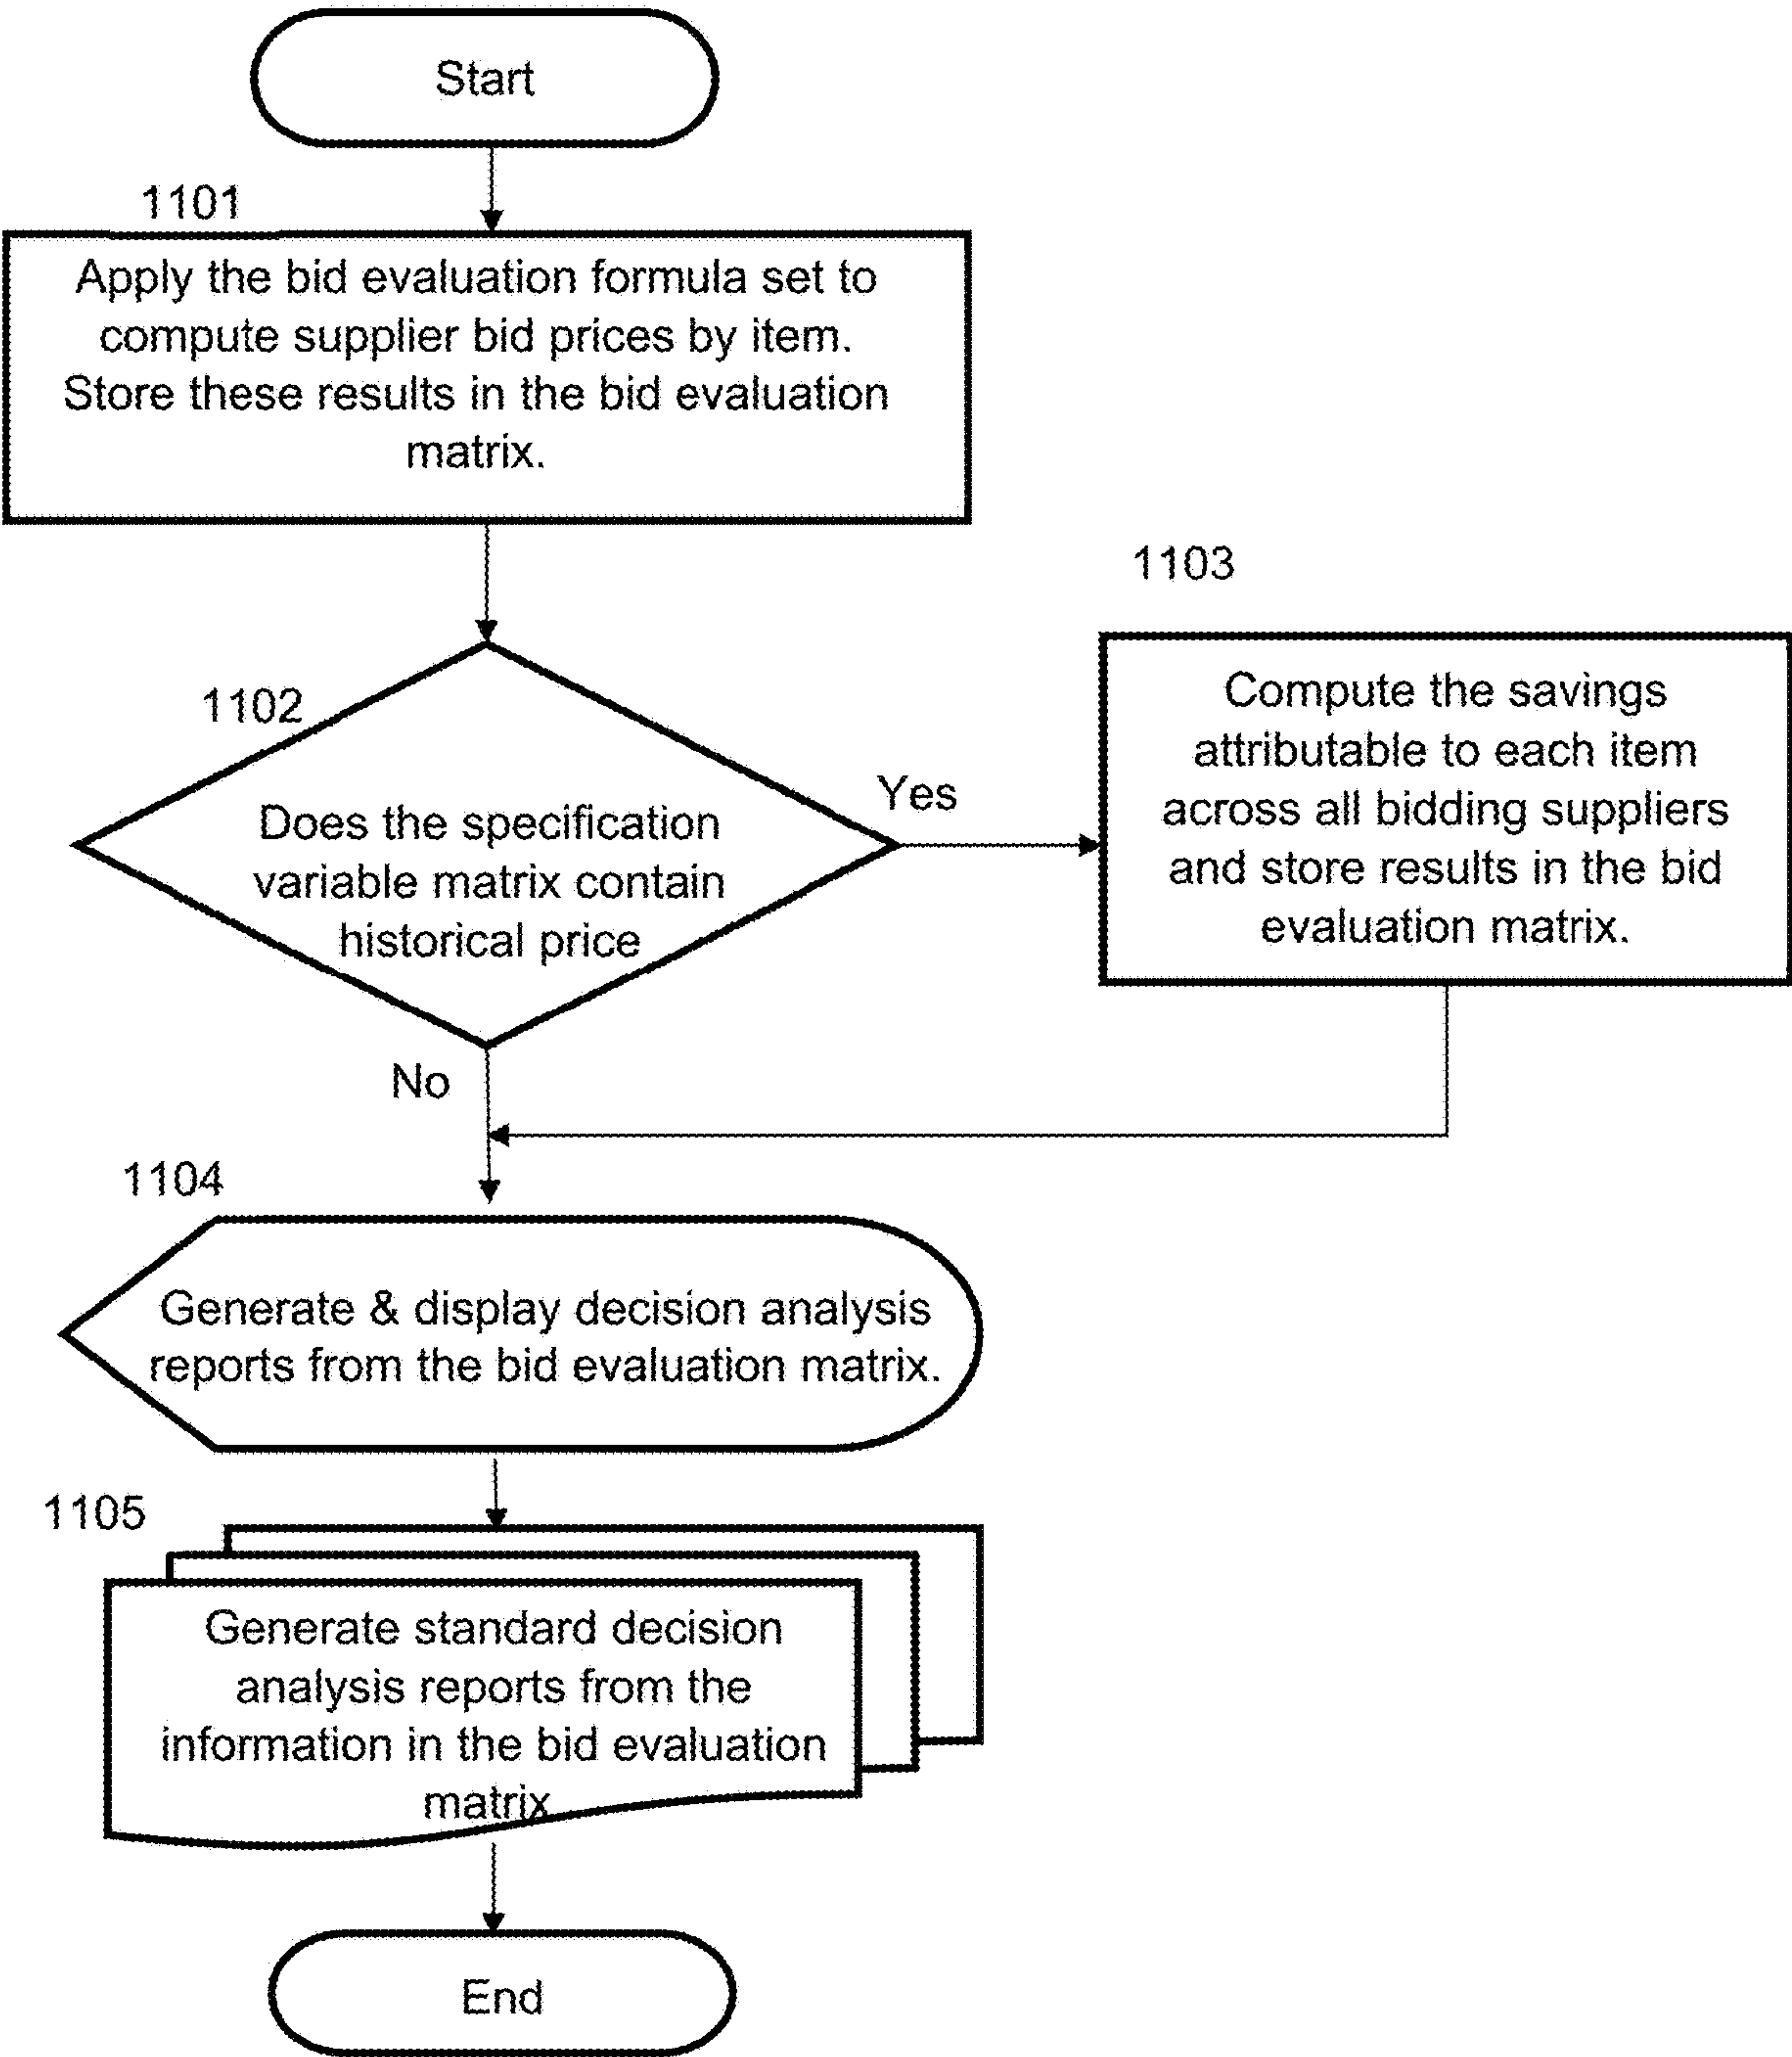 Start
1101
Apply the bid evaluation formula set to
compute supplier bid prices by item.
Store these results in the bid evaluation
matrix.
1102
Does the specification
variable matrix contain
historical price
Yes
1103
Compute the savings
attributable to each item
across all bidding suppliers
and store results in the bid
evaluation matrix.
No
1104
Generate & display decision analysis
reports from the bid evaluation matrix.
1105
Generate standard decision
analysis reports from the
information in the bid evaluation
matrix
End